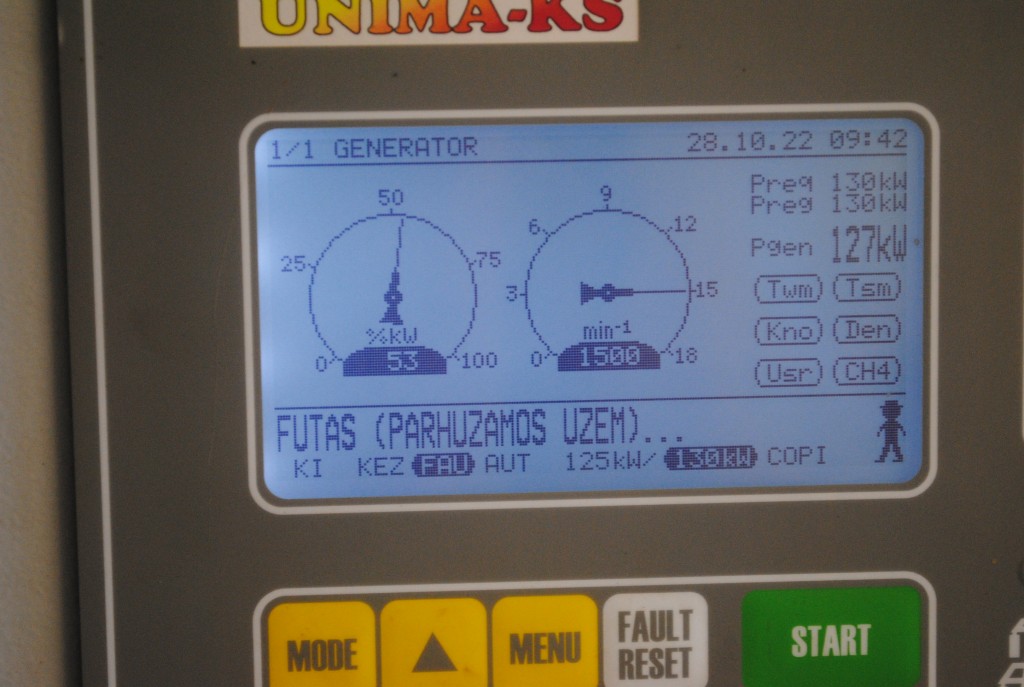 UNIMA-KS
1/1 GENERATOR 28.10.22 09:42
50
25 75
0 100
%kW
53
9
6 12
3 15
0 18
min-1
1500
Preq 130kW
Preg 130kW
Pgen 127kW
Twm Tsm
Kno Den
Usr CH4
FUTAS (PARHUZAMOS UZEM)...
KI KEZ FAU AUT 125kW/ 130kW COPI
MODE
MENU
FAULT
RESET
START